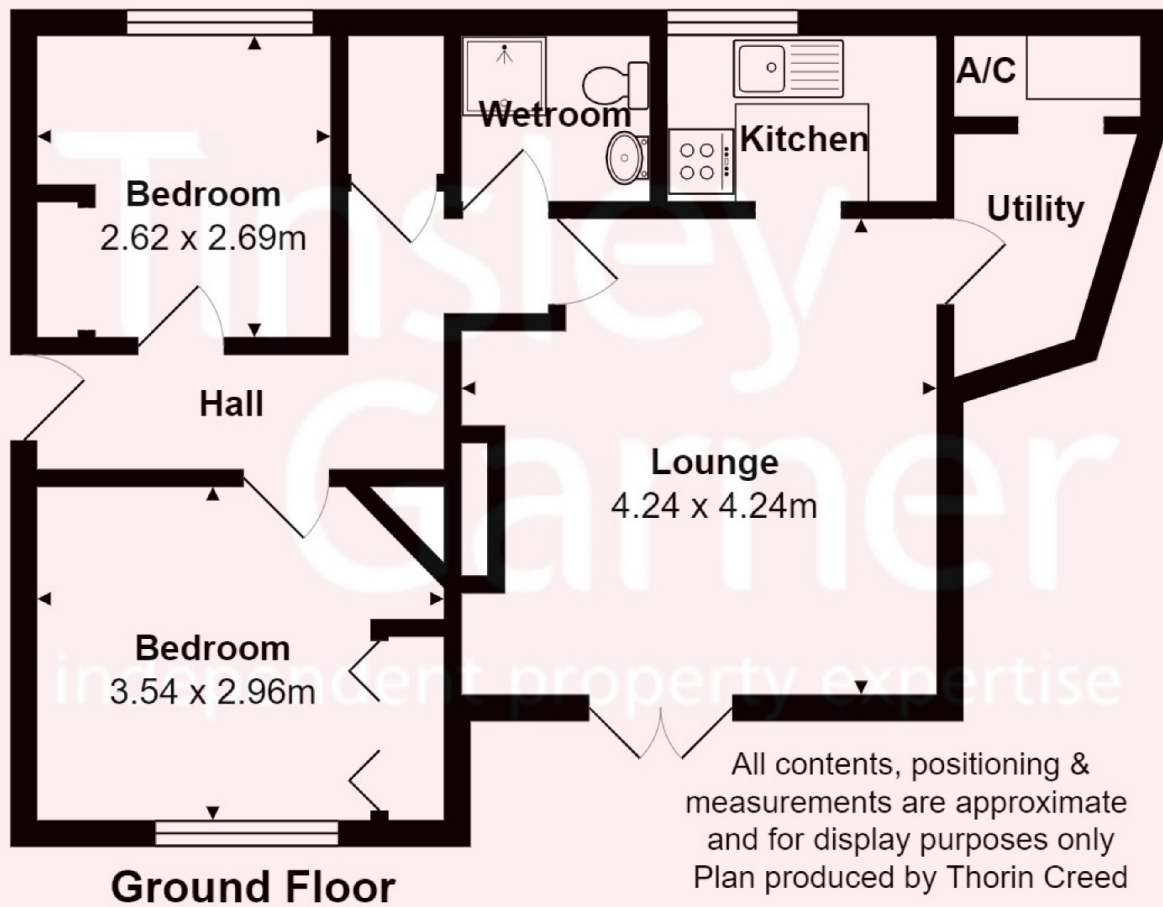 A/C
Wetroom
Kitchen
Bedroom
2.62 x 2.69m
Utility
Hall
Lounge
4.24 x 4.24m
Bedroom
3.54 x 2.96m
Tinsley
Garner
independent property expertise
All contents, positioning &
measurements are approximate
and for display purposes only
Plan produced by Thorin Creed
Ground Floor